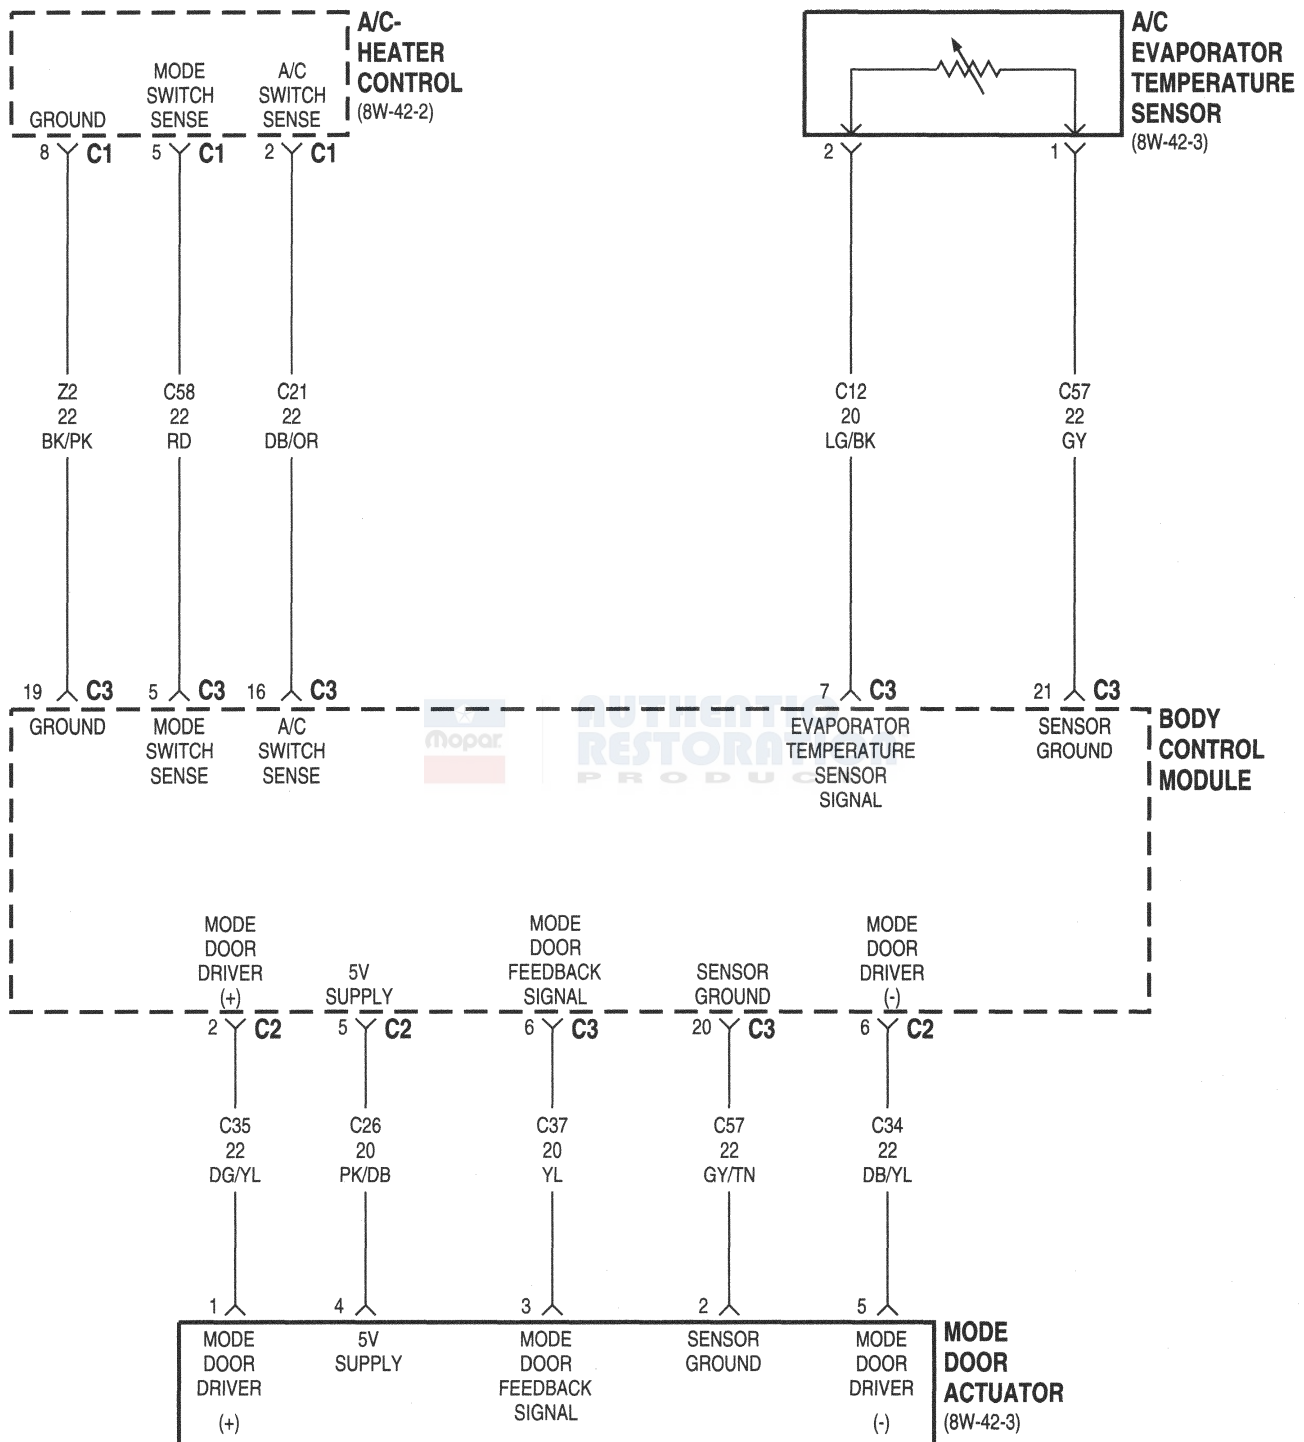 A/C-
HEATER
CONTROL
(8W-42-2)
MODE
SWITCH
SENSE
A/C
SWITCH
SENSE
GROUND
8 C1
5 C1
2 C1
A/C
EVAPORATOR
TEMPERATURE
SENSOR
(8W-42-3)
2
1
Z2
22
BK/PK
C58
22
RD
C21
22
DB/OR
C12
20
LG/BK
C57
22
GY
19 C3
5 C3
16 C3
7 C3
21 C3
GROUND
MODE
SWITCH
SENSE
A/C
SWITCH
SENSE
Mopar
AUTHENTIC
RESTORATION
EVAPORATOR
TEMPERATURE
SENSOR
SIGNAL
SENSOR
GROUND
BODY
CONTROL
MODULE
MODE
DOOR
DRIVER
(+)
5V
SUPPLY
MODE
DOOR
FEEDBACK
SIGNAL
SENSOR
GROUND
MODE
DOOR
DRIVER
(-)
2 C2
5 C2
6 C3
20 C3
6 C2
C35
22
DG/YL
C26
20
PK/DB
C37
20
YL
C57
22
GY/TN
C34
22
DB/YL
1
4
3
2
5
MODE
DOOR
DRIVER
(+)
5V
SUPPLY
MODE
DOOR
FEEDBACK
SIGNAL
SENSOR
GROUND
MODE
DOOR
DRIVER
(-)
MODE
DOOR
ACTUATOR
(8W-42-3)